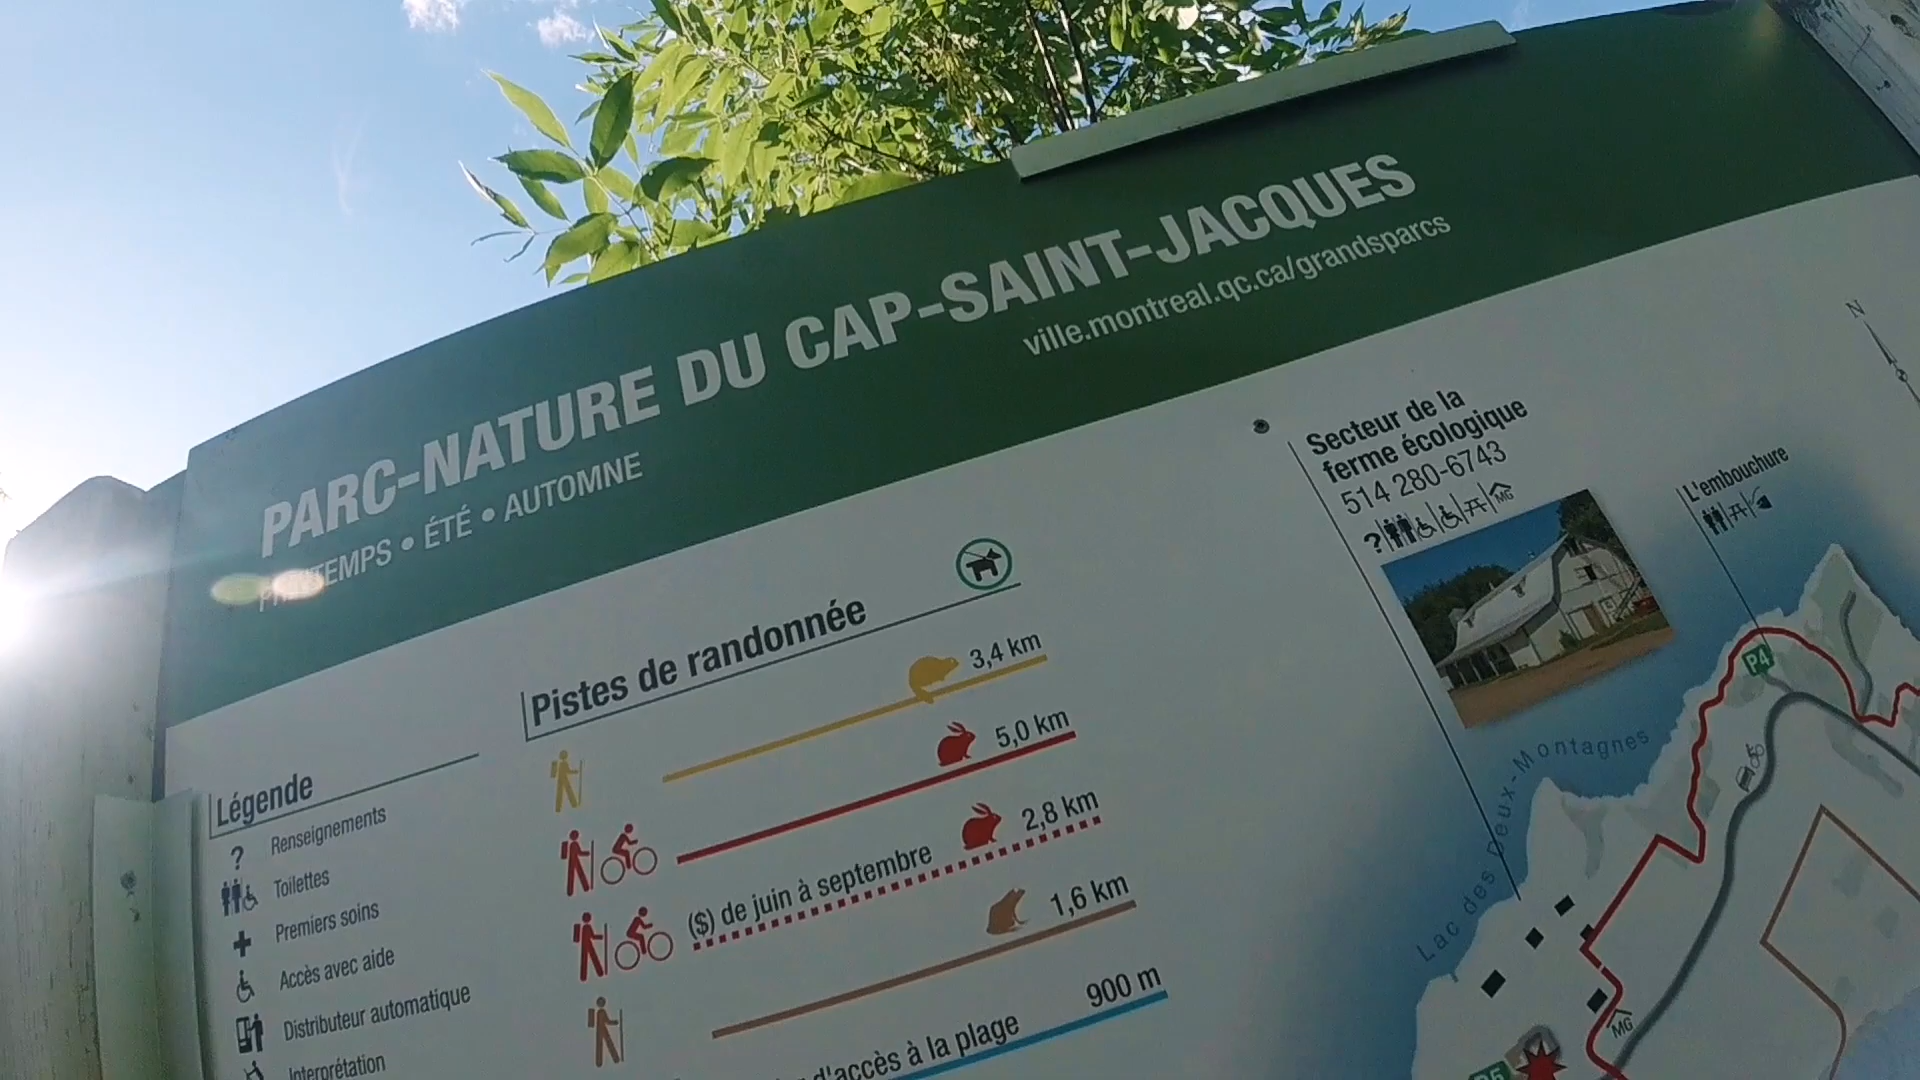 PARC-NATURE DU CAP-SAINT-JACQUES
ville.montreal.qc.ca/grandsparcs
PRINTEMPS • ÉTÉ • AUTOMNE
Légende
? Renseignements
Toilettes
Premiers soins
Accès avec aide
Distributeur automatique
Interprétation
Pistes de randonnée
3,4 km
5,0 km
($) de juin à septembre 2,8 km
1,6 km
d'accès à la plage 900 m
Secteur de la
ferme écologique
514 280-6743
? MG
L'embouchure
N
P4
Lac des Deux-Montagnes
MG
P5